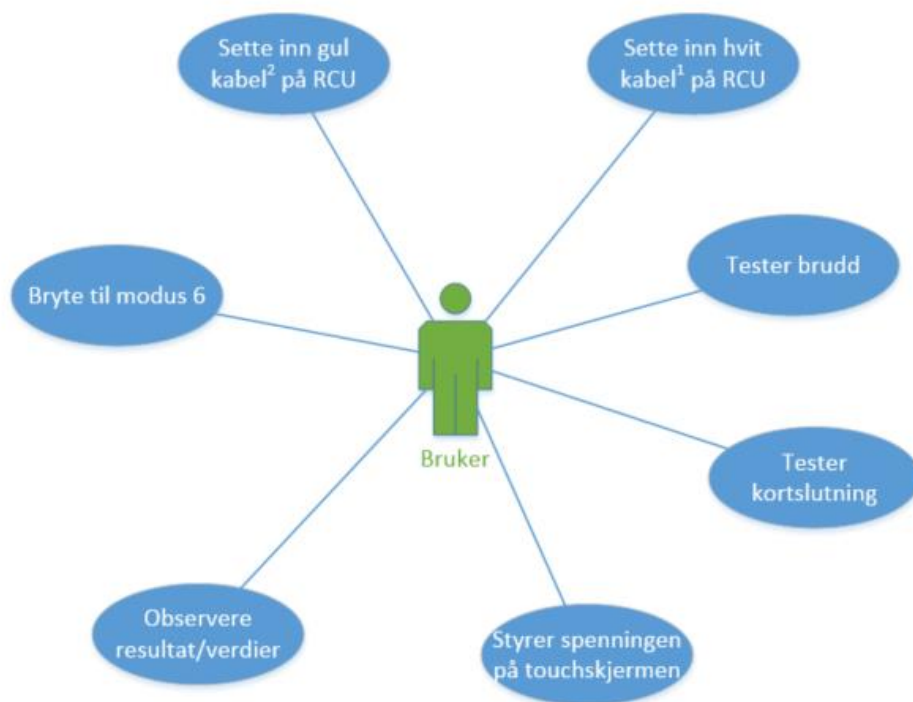 Sette inn gul
kabel² på RCU
Sette inn hvit
kabel¹ på RCU
Bryte til modus 6
Tester brudd
Bruker
Tester
kortslutning
Observere
resultat/verdier
Styrer spenningen
på touchskjermen